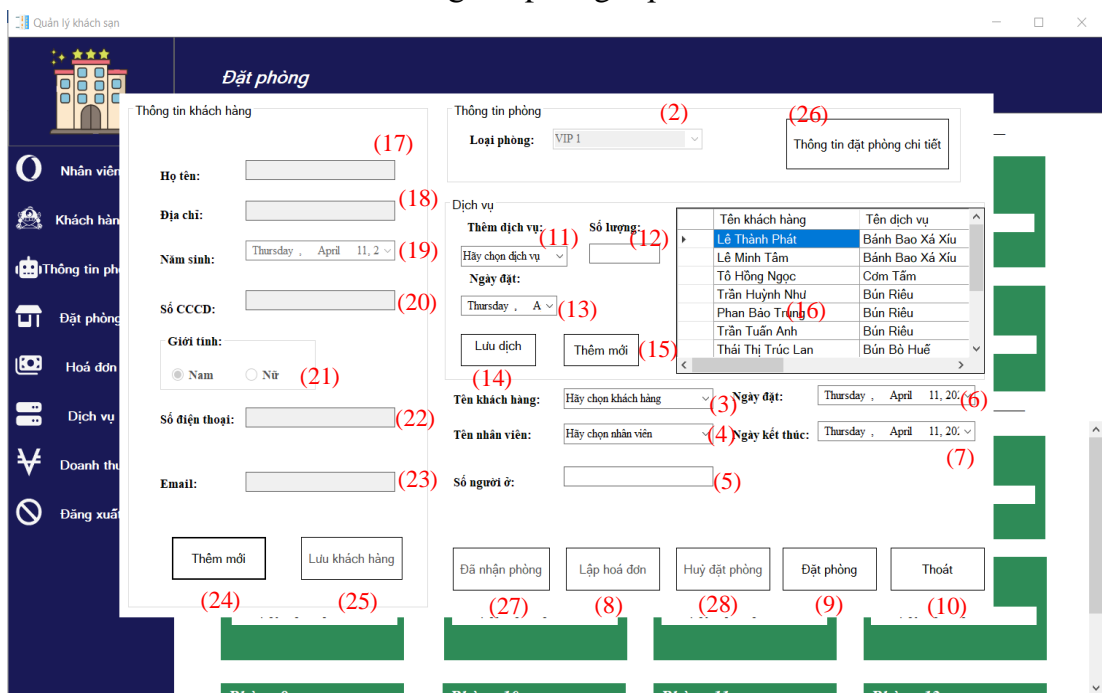 Quản lý khách sạn
Đặt phòng
Nhân viên
Khách hàn
Thông tin ph
Đặt phòng
Hoá đơn
Dịch vụ
Doanh thu
Đăng xuất
Thông tin khách hàng
(17)
Họ tên:
(18)
Địa chỉ:
Năm sinh: Thursday , April 11, 2 (19)
Số CCCD: (20)
Giới tính:
Nam Nữ (21)
Số điện thoại: (22)
Email: (23)
Thêm mới Lưu khách hàng
(24) (25)
Thông tin phòng
(2)
Loại phòng: VIP 1
(26)
Thông tin đặt phòng chi tiết
Dịch vụ
Thêm dịch vụ: Số lượng:
(11) (12)
Hãy chọn dịch vụ
Ngày đặt:
Thursday , A (13)
Lưu dịch Thêm mới (15)
(14)
Tên khách hàng Tên dịch vụ
Lê Thành Phát Bánh Bao Xá Xíu
Lê Minh Tâm Bánh Bao Xá Xíu
Tô Hồng Ngọc Cơm Tấm
Trần Huỳnh Như Bún Riêu
Phan Bảo Trung (16) Bún Riêu
Trần Tuấn Anh Bún Riêu
Thái Thị Trúc Lan Bún Bò Huế
Tên khách hàng: Hãy chọn khách hàng (3) Ngày đặt: Thursday , April 11, 202 (6)
Tên nhân viên: Hãy chọn nhân viên (4) Ngày kết thúc: Thursday , April 11, 202
(7)
Số người ở: (5)
Đã nhận phòng Lập hoá đơn Huỷ đặt phòng Đặt phòng Thoát
(27) (8) (28) (9) (10)